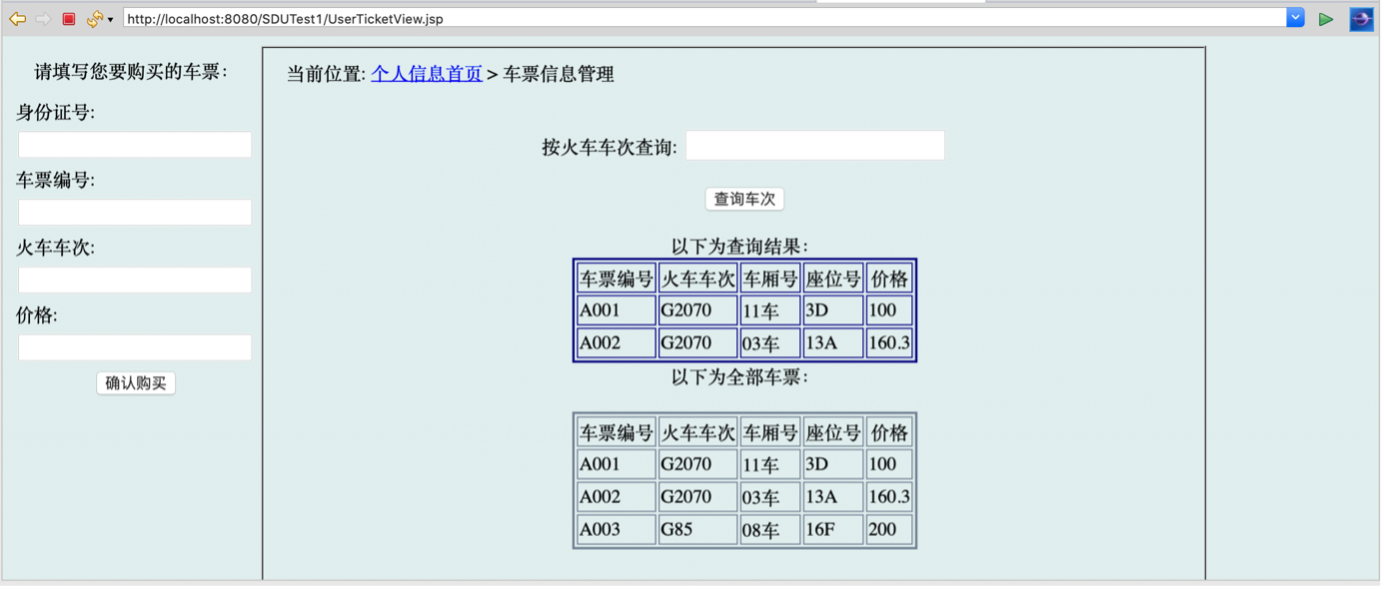 http://localhost:8080/SDUTest1/UserTicketView.jsp
请填写您要购买的车票：
身份证号:
车票编号:
火车车次:
价格:
确认购买
当前位置: 个人信息首页 > 车票信息管理
按火车车次查询:
查询车次
以下为查询结果：
车票编号 火车车次 车厢号 座位号 价格
A001 G2070 11车 3D 100
A002 G2070 03车 13A 160.3
以下为全部车票：
车票编号 火车车次 车厢号 座位号 价格
A001 G2070 11车 3D 100
A002 G2070 03车 13A 160.3
A003 G85 08车 16F 200